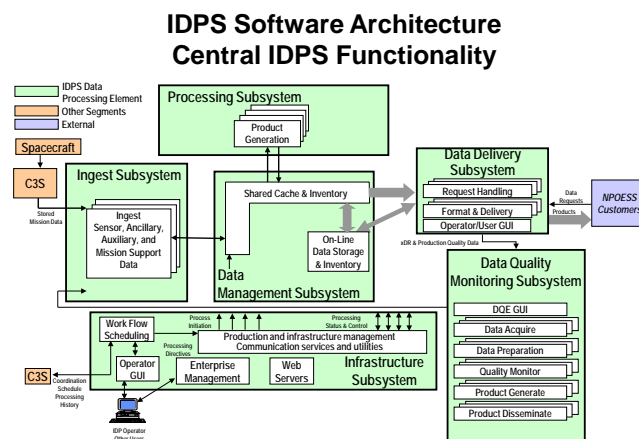 IDPS Software Architecture
Central IDPS Functionality
IDPS Data
Processing Element
Other Segments
External
Spacecraft
C3S
Stored
Mission Data
Ingest Subsystem
Ingest
Sensor, Ancillary,
Auxiliary, and
Mission Support
Data
Processing Subsystem
Product
Generation
Shared Cache & Inventory
On-Line
Data Storage
& Inventory
Data
Management Subsystem
Data Delivery
Subsystem
Request Handling
Format & Delivery
Operator/User GUI
Data
Requests
Products
NPOESS
Customers
xDR & Production Quality Data
Data Quality
Monitoring Subsystem
DQE GUI
Data Acquire
Data Preparation
Quality Monitor
Product Generate
Product Disseminate
Work Flow
Scheduling
Process
Initiation
Processing
Status & Control
Production and infrastructure management
Communication services and utilities
Processing
Directives
Operator
GUI
Enterprise
Management
Web
Servers
Infrastructure
Subsystem
C3S
Coordination
Schedule
Processing
History
IDP Operator
Other Users